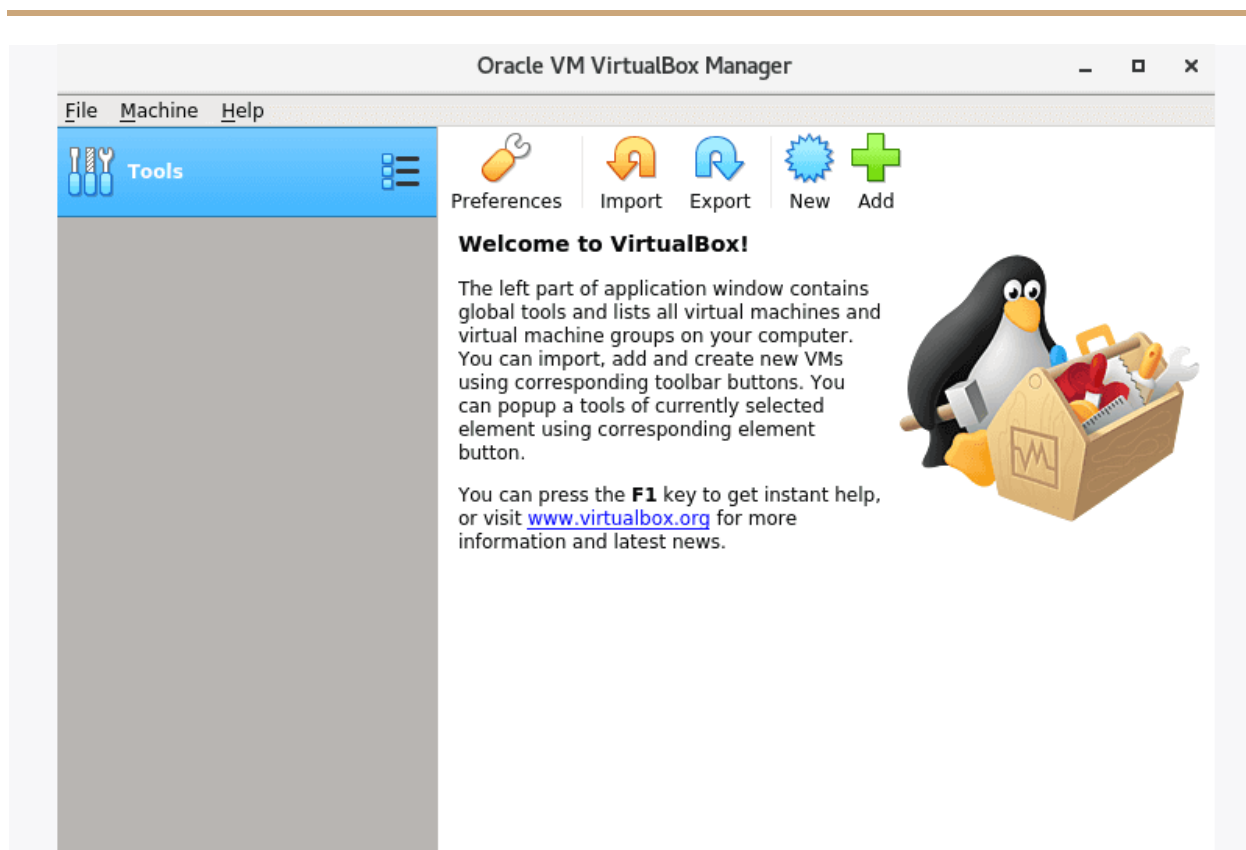 Oracle VM VirtualBox Manager
File Machine Help
Tools
Preferences Import Export New Add
Welcome to VirtualBox!
The left part of application window contains
global tools and lists all virtual machines and
virtual machine groups on your computer.
You can import, add and create new VMs
using corresponding toolbar buttons. You
can popup a tools of currently selected
element using corresponding element
button.
You can press the F1 key to get instant help,
or visit www.virtualbox.org for more
information and latest news.